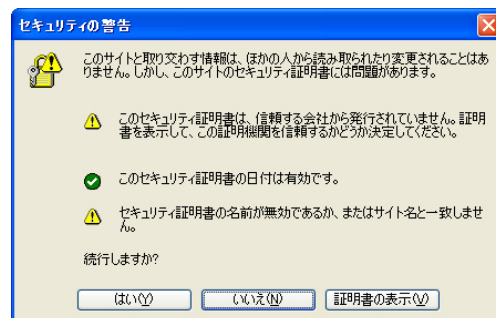 セキュリティの警告
このサイトと取り交わす情報は、ほかの人から読み取られたり変更されることはあ
りません。しかし、このサイトのセキュリティ証明書には問題があります。
このセキュリティ証明書は、信頼する会社から発行されていません。証明
書を表示して、この証明機関を信頼するかどうか決定してください。
このセキュリティ証明書の日付は有効です。
セキュリティ証明書の名前が無効であるか、またはサイト名と一致しませ
ん。
続行しますか?
はい(Y) いいえ(N) 証明書の表示(V)